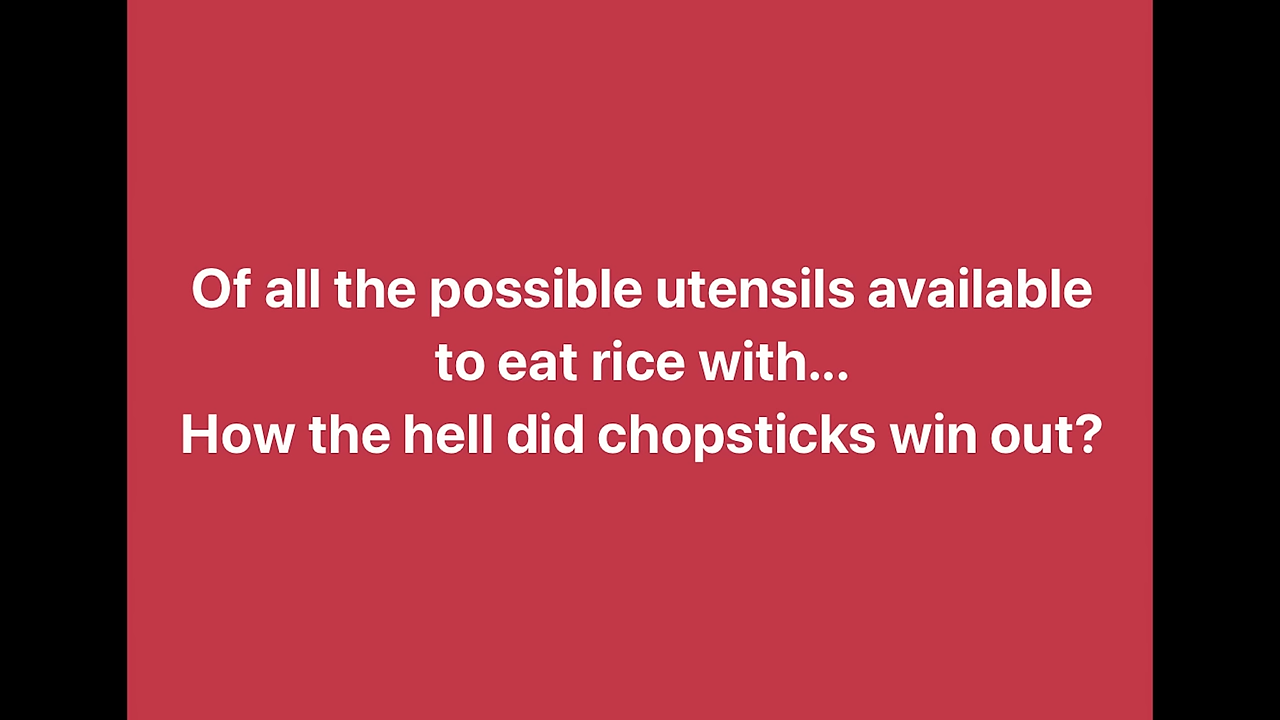 Of all the possible utensils available
to eat rice with...
How the hell did chopsticks win out?